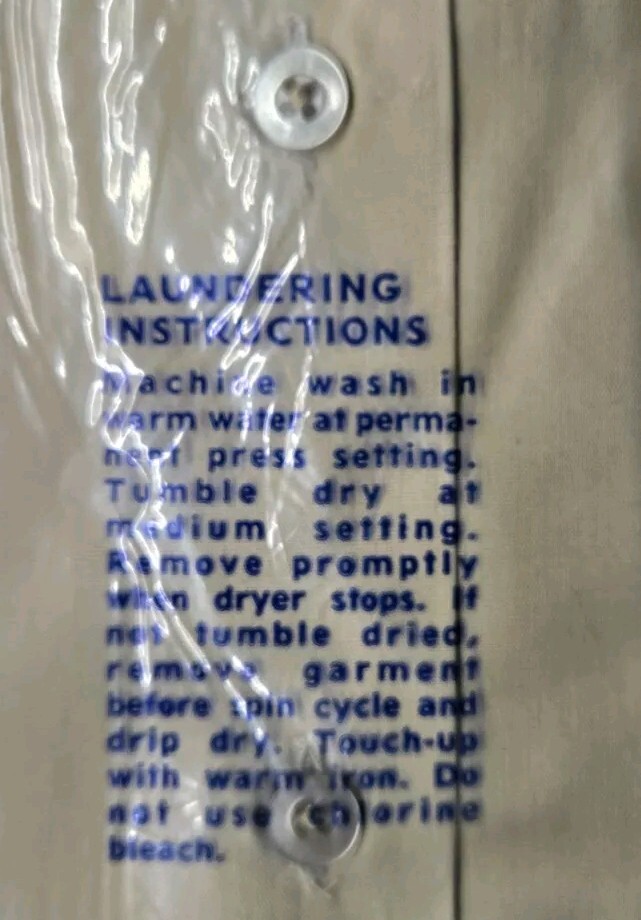 LAUNDERING
INSTRUCTIONS
Machine wash in
warm water at perma-
nent press setting.
Tumble dry at
medium setting.
Remove promptly
when dryer stops. If
not tumble dried,
remove garment
before spin cycle and
drip dry. Touch-up
with warm iron. Do
not use chlorine
bleach.